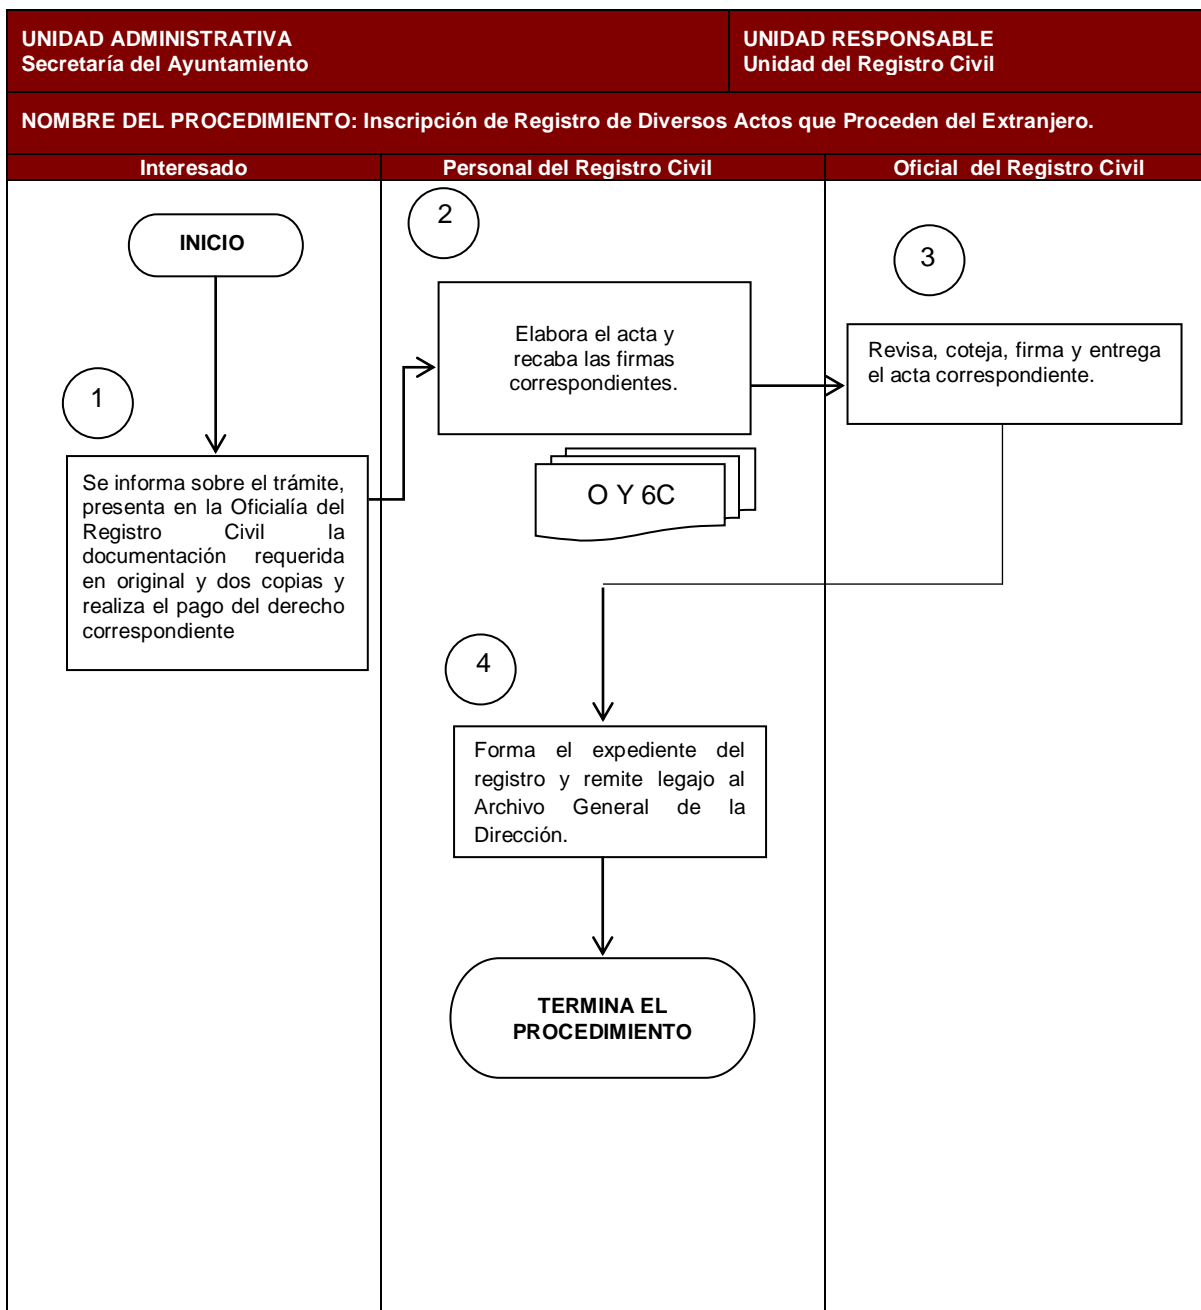 UNIDAD ADMINISTRATIVA
Secretaría del Ayuntamiento
UNIDAD RESPONSABLE
Unidad del Registro Civil
NOMBRE DEL PROCEDIMIENTO: Inscripción de Registro de Diversos Actos que Proceden del Extranjero.
Interesado
Personal del Registro Civil
Oficial del Registro Civil
INICIO
1
Se informa sobre el trámite,
presenta en la Oficialía del
Registro Civil la
documentación requerida
en original y dos copias y
realiza el pago del derecho
correspondiente
2
Elabora el acta y
recaba las firmas
correspondientes.
O Y 6C
3
Revisa, coteja, firma y entrega
el acta correspondiente.
4
Forma el expediente del
registro y remite legajo al
Archivo General de la
Dirección.
TERMINA EL
PROCEDIMIENTO